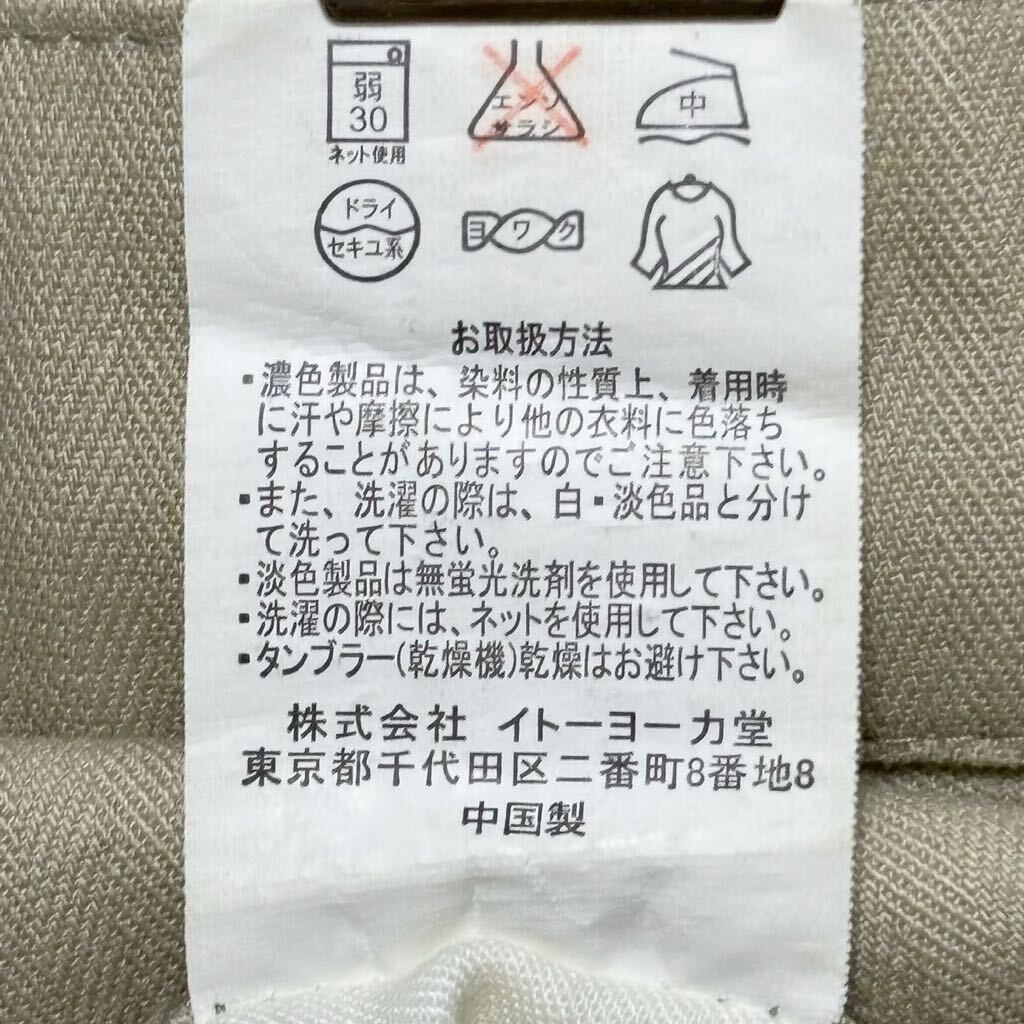 弱
30
ネット使用
エンソ
サラシ
中
ドライ
セキユ系
ヨワク
お取扱方法
・濃色製品は、染料の性質上、着用時
に汗や摩擦により他の衣料に色落ち
することがありますのでご注意下さい。
・また、洗濯の際は、白・淡色品と分け
て洗って下さい。
・淡色製品は無蛍光洗剤を使用して下さい。
・洗濯の際には、ネットを使用して下さい。
・タンブラー(乾燥機)乾燥はお避け下さい。
株式会社 イトーヨーカ堂
東京都千代田区二番町8番地8
中国製